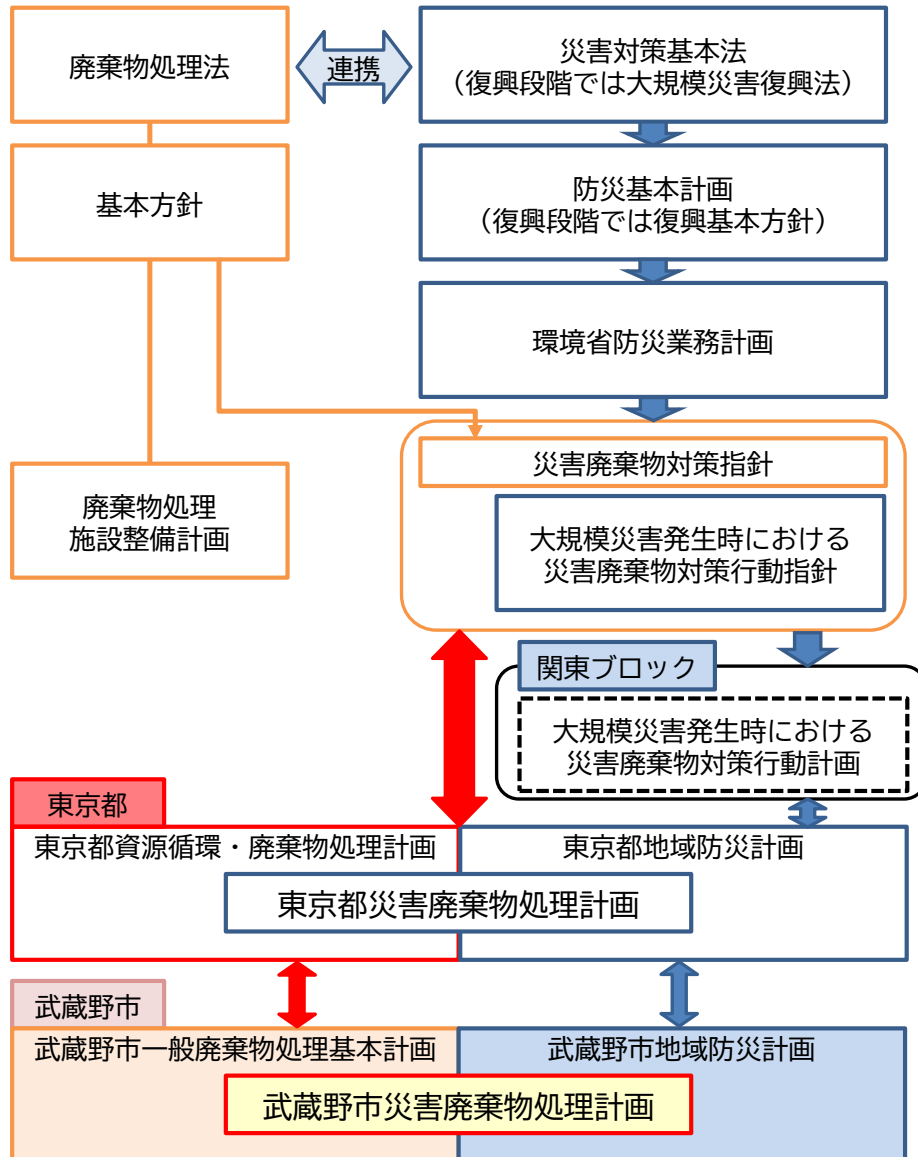 廃棄物処理法
連携
災害対策基本法
（復興段階では大規模災害復興法）
基本方針
防災基本計画
（復興段階では復興基本方針）
環境省防災業務計画
災害廃棄物対策指針
廃棄物処理
施設整備計画
大規模災害発生時における
災害廃棄物対策行動指針
関東ブロック
大規模災害発生時における
災害廃棄物対策行動計画
東京都
東京都資源循環・廃棄物処理計画
東京都地域防災計画
東京都災害廃棄物処理計画
武蔵野市
武蔵野市一般廃棄物処理基本計画
武蔵野市地域防災計画
武蔵野市災害廃棄物処理計画